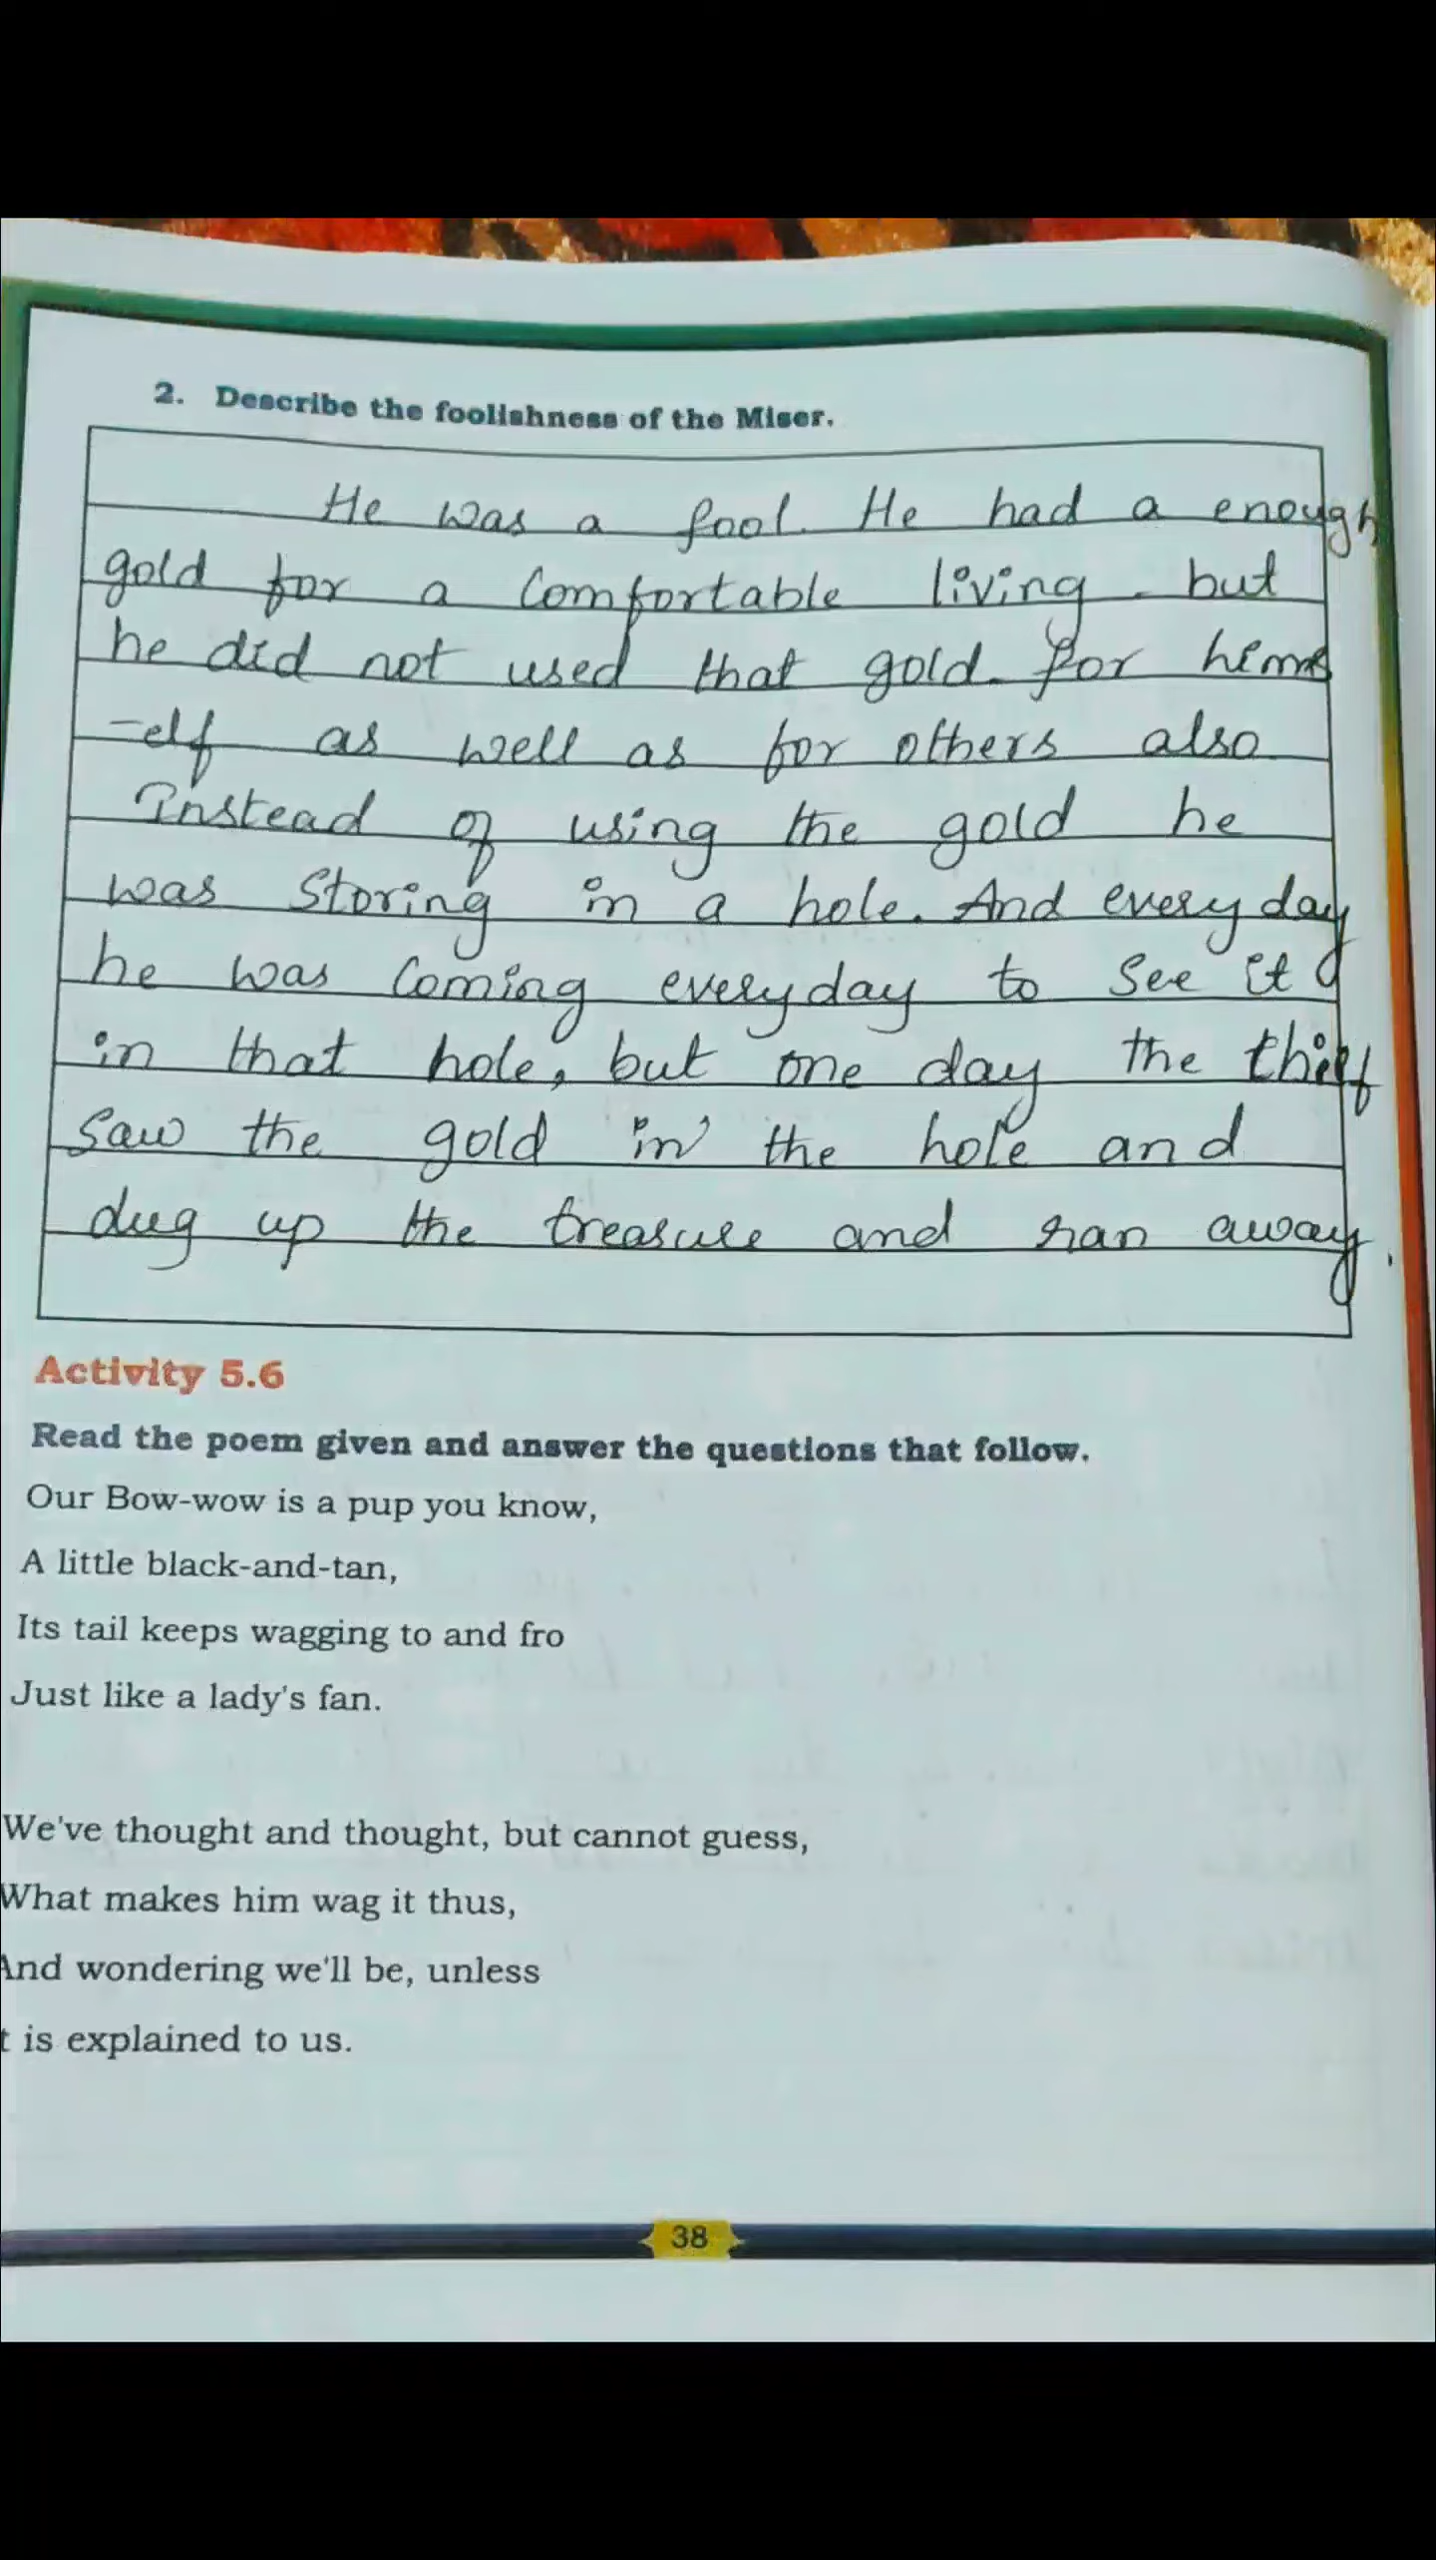 2. Describe the foolishness of the Miser.
He was a fool. He had a enough
gold for a comfortable living. but
he did not used that gold. for hims
-elf as well as for others also
Instead of using the gold he
was storing in a hole. And everyday
he was coming everyday to see it
in that hole, but one day the thief
saw the gold in the hole and
dug up the treasure and ran away.
Activity 5.6
Read the poem given and answer the questions that follow.
Our Bow-wow is a pup you know,
A little black-and-tan,
Its tail keeps wagging to and fro
Just like a lady's fan.
We've thought and thought, but cannot guess,
What makes him wag it thus,
And wondering we'll be, unless
t is explained to us.
38